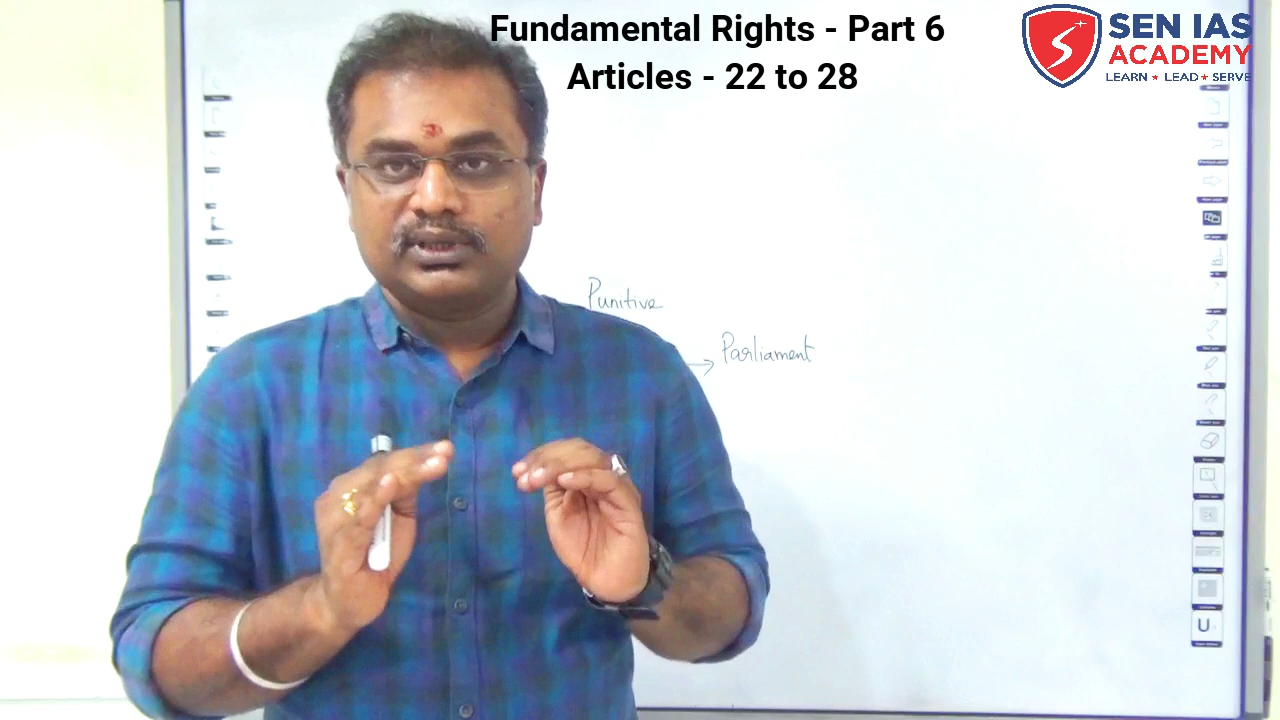 Fundamental Rights - Part 6
Articles - 22 to 28
SEN IAS
ACADEMY
LEARN ★ LEAD ★ SERVE
Punitive
Parliament
U